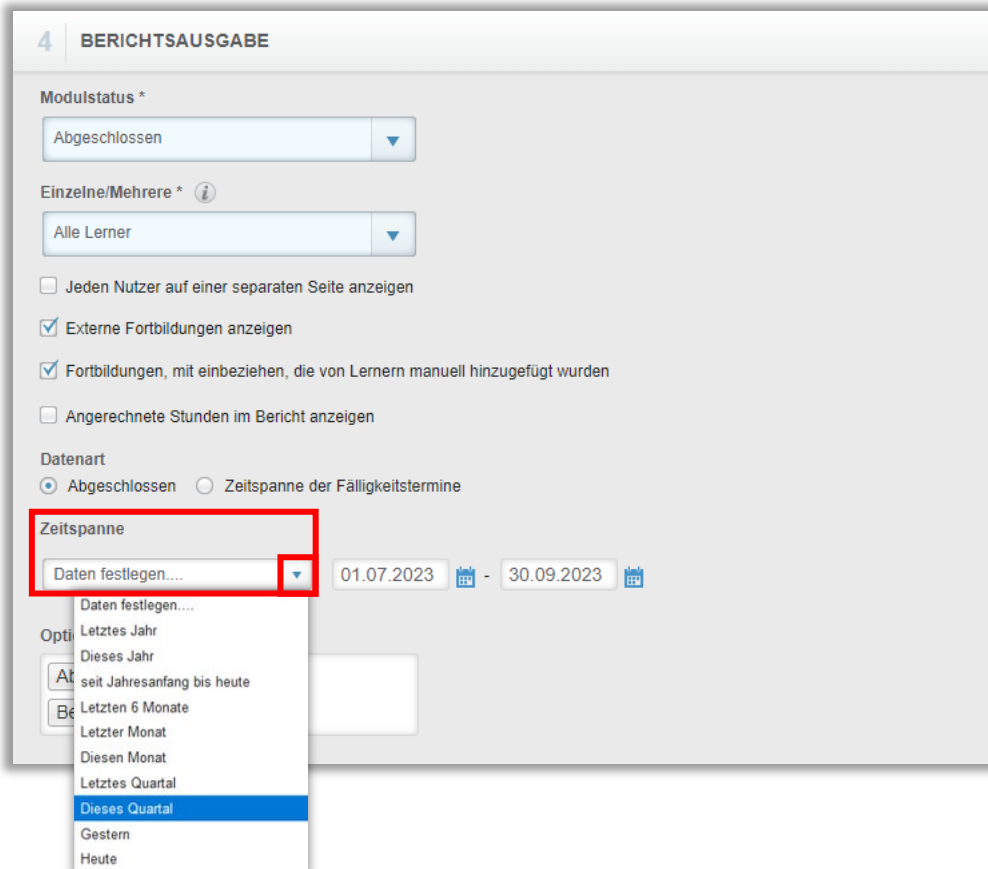 4 BERICHTSAUSGABE
Modulstatus *
Abgeschlossen
Einzelne/Mehrere * i
Alle Lerner
Jeden Nutzer auf einer separaten Seite anzeigen
Externe Fortbildungen anzeigen
Fortbildungen, mit einbeziehen, die von Lernern manuell hinzugefügt wurden
Angerechnete Stunden im Bericht anzeigen
Datenart
Abgeschlossen Zeitspanne der Fälligkeitstermine
Zeitspanne
Daten festlegen.... 01.07.2023 - 30.09.2023
Daten festlegen....
Letztes Jahr
Dieses Jahr
seit Jahresanfang bis heute
Letzten 6 Monate
Letzter Monat
Diesen Monat
Letztes Quartal
Dieses Quartal
Gestern
Heute